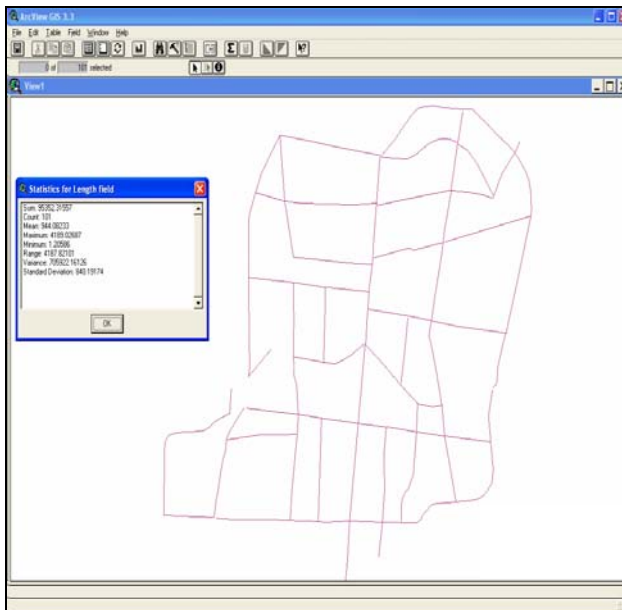 ArcView GIS 3.3
File Edit Table Field Window Help
0 of 101 selected
View1
Statistics for Length field
Sum: 95352.31557
Count: 101
Mean: 944.08233
Maximum: 4189.02687
Minimum: 1.20586
Range: 4187.82101
Variance: 705922.16126
Standard Deviation: 840.19174
OK